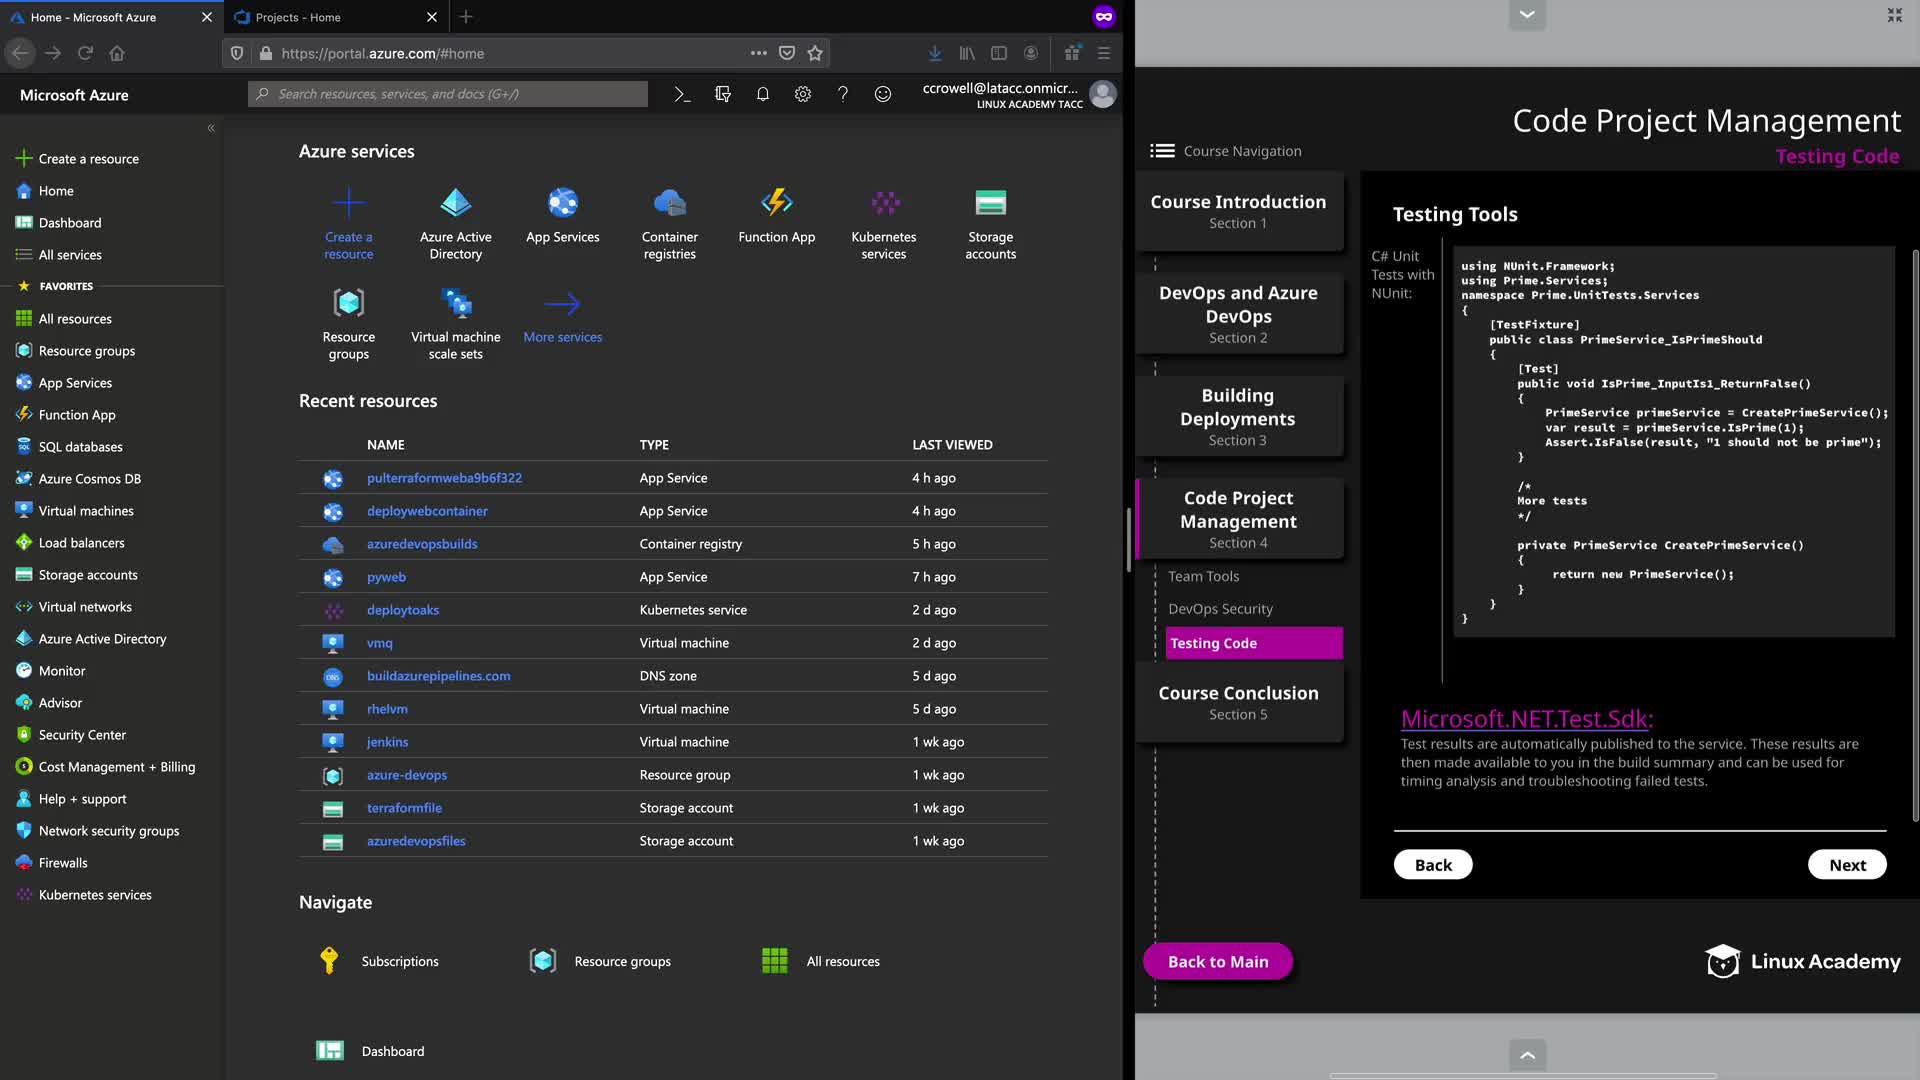 Home - Microsoft Azure
Projects - Home
https://portal.azure.com/#home
Microsoft Azure
Search resources, services, and docs (G+/)
ccrowell@latacc.onmicr...
LINUX ACADEMY TACC
Create a resource
Home
Dashboard
All services
FAVORITES
All resources
Resource groups
App Services
Function App
SQL databases
Azure Cosmos DB
Virtual machines
Load balancers
Storage accounts
Virtual networks
Azure Active Directory
Monitor
Advisor
Security Center
Cost Management + Billing
Help + support
Network security groups
Firewalls
Kubernetes services
Azure services
Create a resource
Azure Active Directory
App Services
Container registries
Function App
Kubernetes services
Storage accounts
Resource groups
Virtual machine scale sets
More services
Recent resources
NAME TYPE LAST VIEWED
pulterraformweba9b6f322 App Service 4 h ago
deploywebcontainer App Service 4 h ago
azuredevopsbuilds Container registry 5 h ago
pyweb App Service 7 h ago
deploytoaks Kubernetes service 2 d ago
vmq Virtual machine 2 d ago
DNS buildazurepipelines.com DNS zone 5 d ago
rhelvm Virtual machine 5 d ago
jenkins Virtual machine 1 wk ago
azure-devops Resource group 1 wk ago
terraformfile Storage account 1 wk ago
azuredevopsfiles Storage account 1 wk ago
Navigate
Subscriptions
Resource groups
All resources
Dashboard
Code Project Management
Testing Code
Course Navigation
Course Introduction
Section 1
DevOps and Azure
DevOps
Section 2
Building
Deployments
Section 3
Code Project
Management
Section 4
Team Tools
DevOps Security
Testing Code
Course Conclusion
Section 5
Back to Main
Testing Tools
C# Unit
Tests with
NUnit:
using NUnit.Framework;
using Prime.Services;
namespace Prime.UnitTests.Services
{
[TestFixture]
public class PrimeService_IsPrimeShould
{
[Test]
public void IsPrime_InputIs1_ReturnFalse()
{
PrimeService primeService = CreatePrimeService();
var result = primeService.IsPrime(1);
Assert.IsFalse(result, "1 should not be prime");
}
/*
More tests
*/
private PrimeService CreatePrimeService()
{
return new PrimeService();
}
}
}
Microsoft.NET.Test.Sdk:
Test results are automatically published to the service. These results are
then made available to you in the build summary and can be used for
timing analysis and troubleshooting failed tests.
Back
Next
Linux Academy